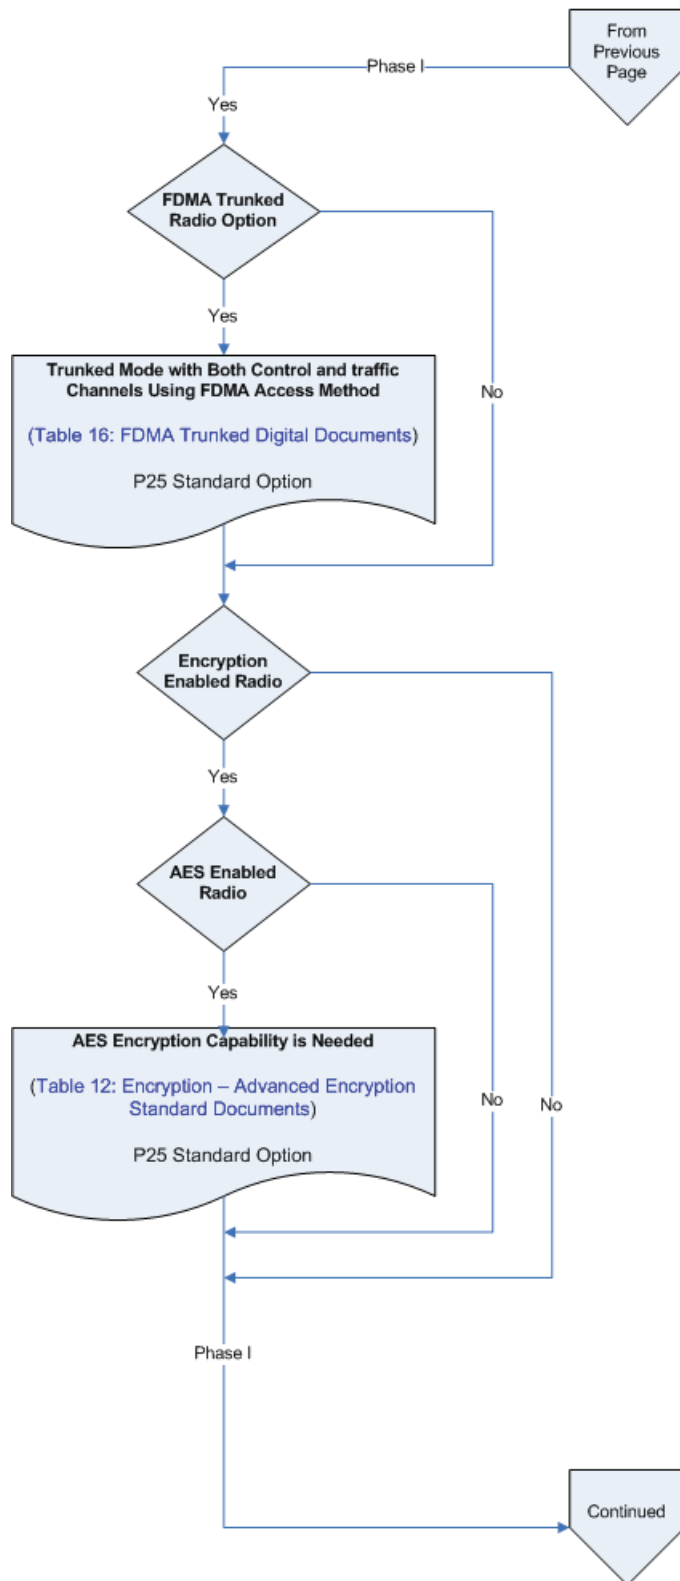 From
Previous
Page
Phase I
Yes
FDMA Trunked
Radio Option
Yes
No
Trunked Mode with Both Control and traffic
Channels Using FDMA Access Method
(Table 16: FDMA Trunked Digital Documents)
P25 Standard Option
Encryption
Enabled Radio
Yes
AES Enabled
Radio
Yes
No
No
AES Encryption Capability is Needed
(Table 12: Encryption – Advanced Encryption
Standard Documents)
P25 Standard Option
Phase I
Continued